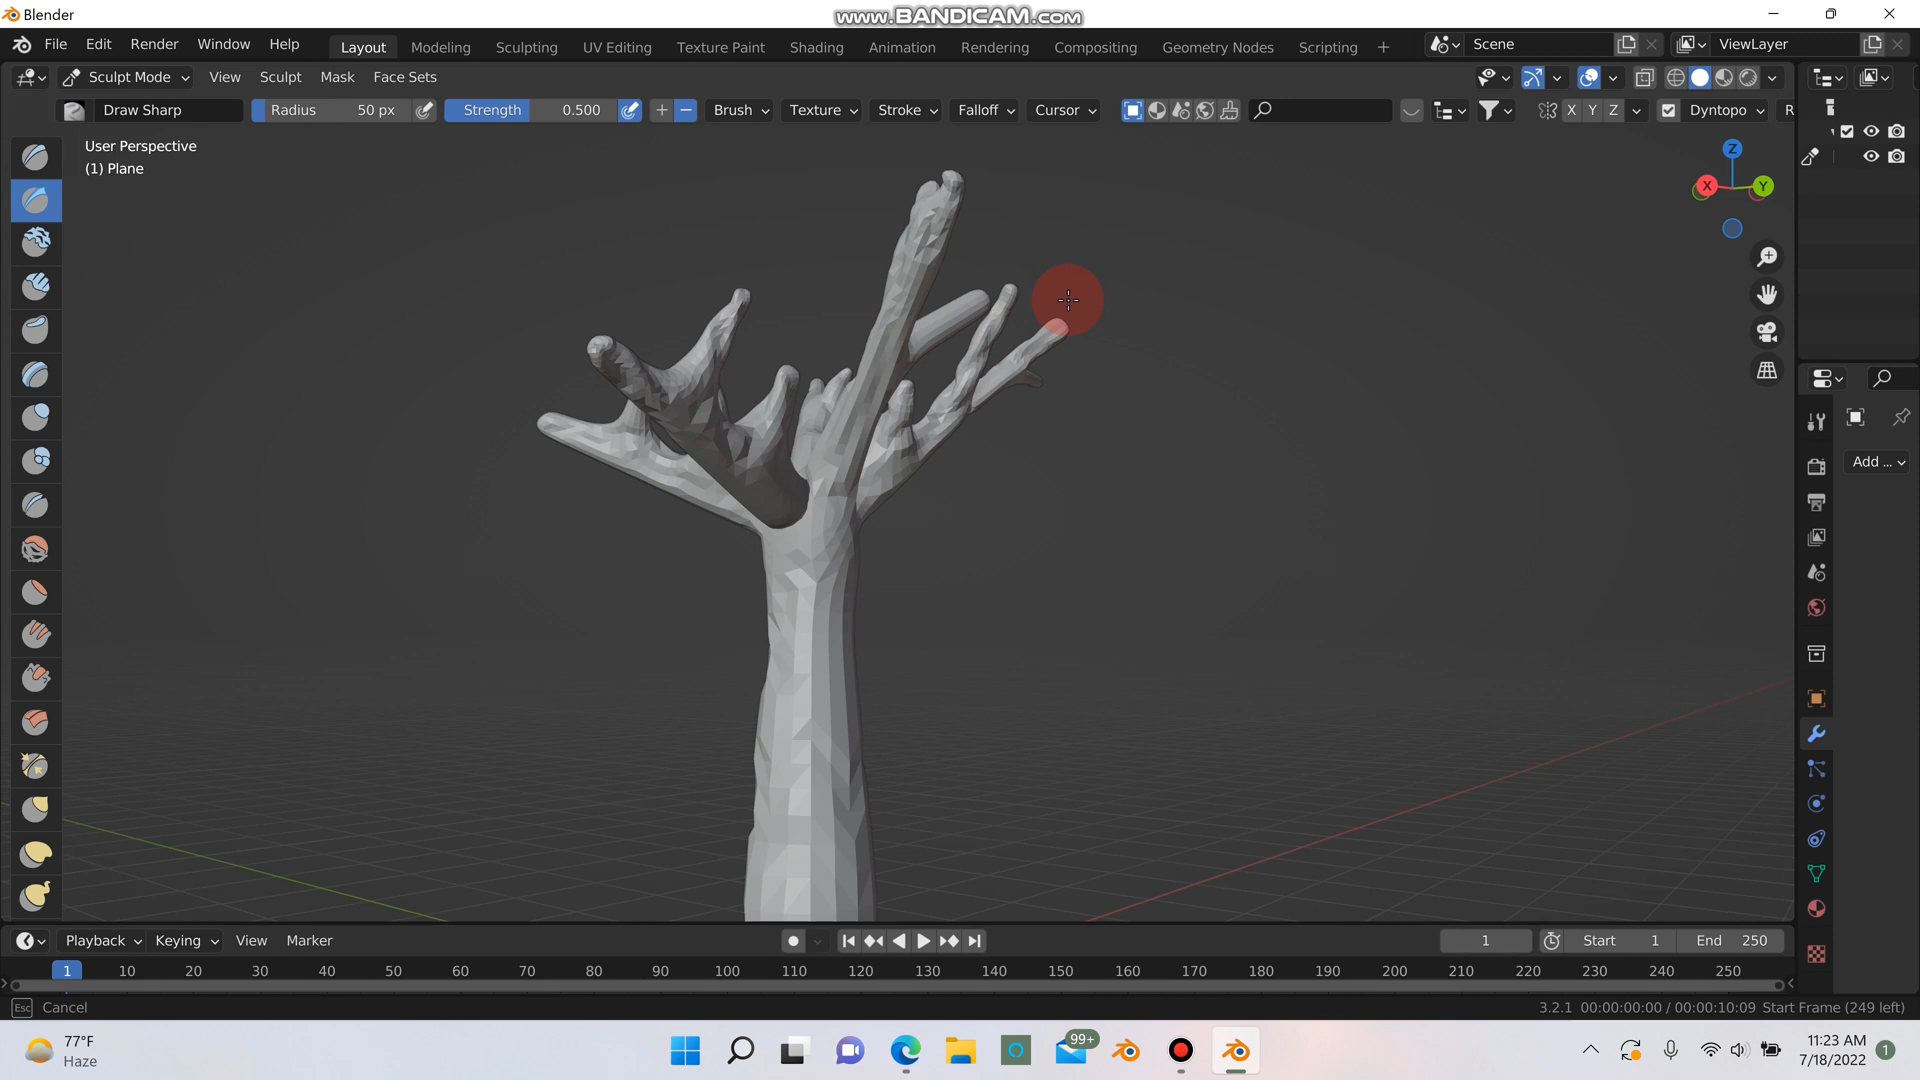 Blender
www.BANDICAM.com
File Edit Render Window Help Layout Modeling Sculpting UV Editing Texture Paint Shading Animation Rendering Compositing Geometry Nodes Scripting + Scene ViewLayer
Sculpt Mode View Sculpt Mask Face Sets
Draw Sharp Radius 50 px Strength 0.500 Brush Texture Stroke Falloff Cursor X Y Z Dyntopo R
User Perspective
(1) Plane
Z
X Y
Add ...
Playback Keying View Marker 1 Start 1 End 250
1 10 20 30 40 50 60 70 80 90 100 110 120 130 140 150 160 170 180 190 200 210 220 230 240 250
Esc Cancel 3.2.1 00:00:00:00 / 00:00:10:09 Start Frame (249 left)
77°F
Haze
99+
11:23 AM
7/18/2022
1